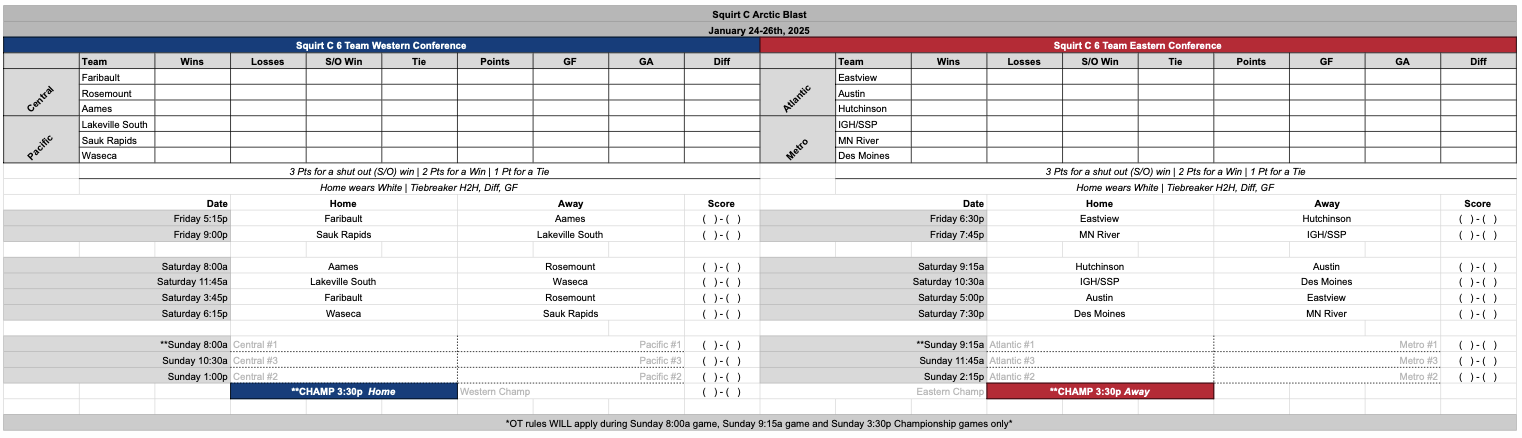 Squirt C Arctic Blast
January 24-26th, 2025
Squirt C 6 Team Western Conference Squirt C 6 Team Eastern Conference
Team Wins Losses S/O Win Tie Points GF GA Diff Team Wins Losses S/O Win Tie Points GF GA Diff
Central Faribault Atlantic Eastview
Rosemount Austin
Aames Hutchinson
Pacific Lakeville South Metro IGH/SSP
Sauk Rapids MN River
Waseca Des Moines
3 Pts for a shut out (S/O) win | 2 Pts for a Win | 1 Pt for a Tie 3 Pts for a shut out (S/O) win | 2 Pts for a Win | 1 Pt for a Tie
Home wears White | Tiebreaker H2H, Diff, GF Home wears White | Tiebreaker H2H, Diff, GF
Date Home Away Score Date Home Away Score
Friday 5:15p Faribault Aames ( ) - ( ) Friday 6:30p Eastview Hutchinson ( ) - ( )
Friday 9:00p Sauk Rapids Lakeville South ( ) - ( ) Friday 7:45p MN River IGH/SSP ( ) - ( )
Saturday 8:00a Aames Rosemount ( ) - ( ) Saturday 9:15a Hutchinson Austin ( ) - ( )
Saturday 11:45a Lakeville South Waseca ( ) - ( ) Saturday 10:30a IGH/SSP Des Moines ( ) - ( )
Saturday 3:45p Faribault Rosemount ( ) - ( ) Saturday 5:00p Austin Eastview ( ) - ( )
Saturday 6:15p Waseca Sauk Rapids ( ) - ( ) Saturday 7:30p Des Moines MN River ( ) - ( )
**Sunday 8:00a Central #1 Pacific #1 ( ) - ( ) **Sunday 9:15a Atlantic #1 Metro #1 ( ) - ( )
Sunday 10:30a Central #3 Pacific #3 ( ) - ( ) Sunday 11:45a Atlantic #3 Metro #3 ( ) - ( )
Sunday 1:00p Central #2 Pacific #2 ( ) - ( ) Sunday 2:15p Atlantic #2 Metro #2 ( ) - ( )
**CHAMP 3:30p Home Western Champ ( ) - ( ) Eastern Champ **CHAMP 3:30p Away
*OT rules WILL apply during Sunday 8:00a game, Sunday 9:15a game and Sunday 3:30p Championship games only*